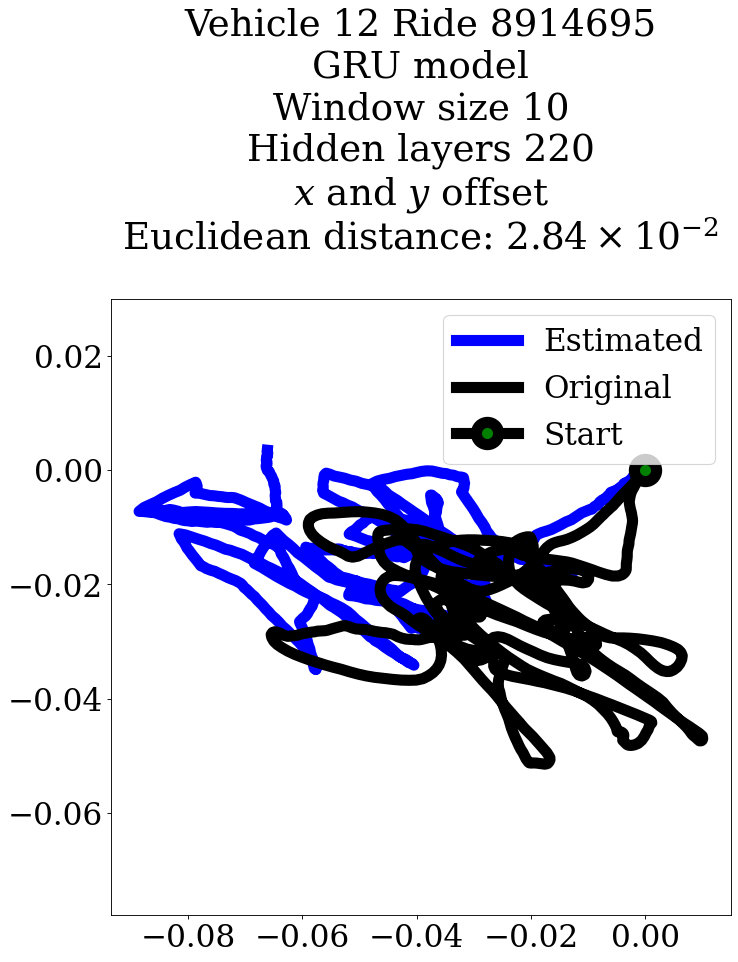 Vehicle 12 Ride 8914695
GRU model
Window size 10
Hidden layers 220
x and y offset
Euclidean distance: 2.84 × 10⁻²
Estimated
Original
Start
0.02
0.00
−0.02
−0.04
−0.06
−0.08 −0.06 −0.04 −0.02 0.00